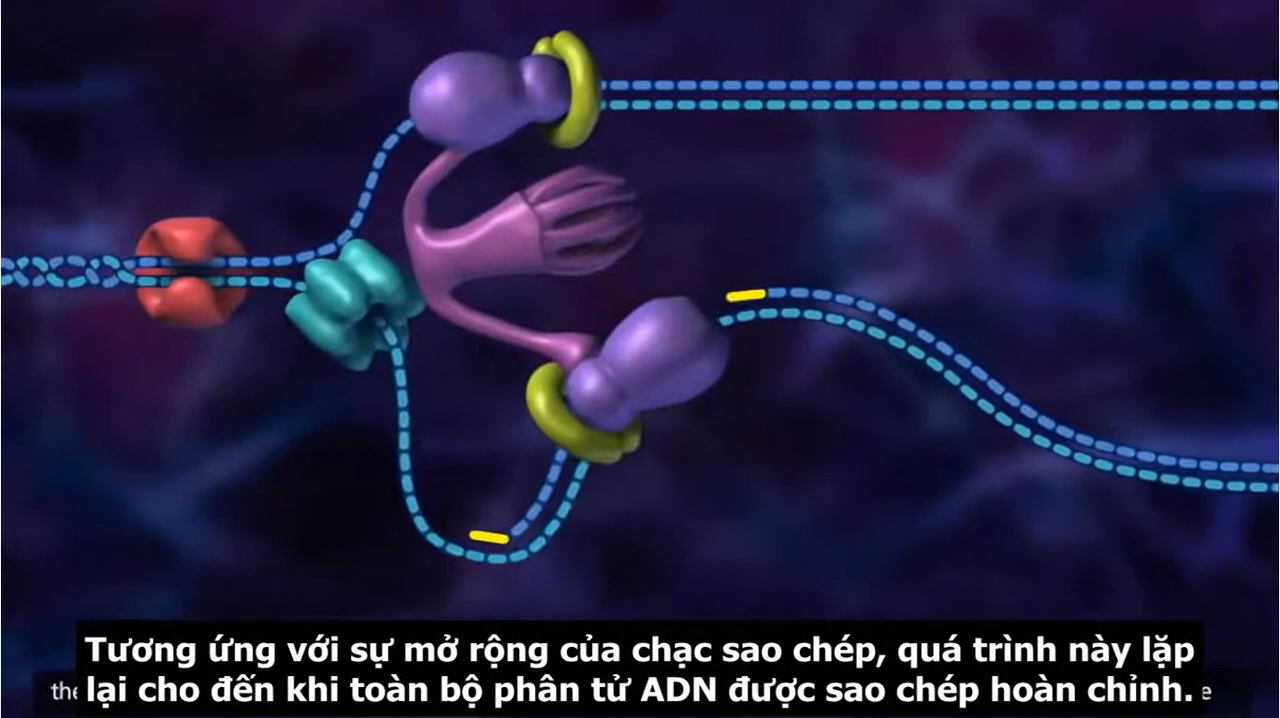 Tương ứng với sự mở rộng của chạc sao chép, quá trình này lặp
lại cho đến khi toàn bộ phân tử ADN được sao chép hoàn chỉnh.